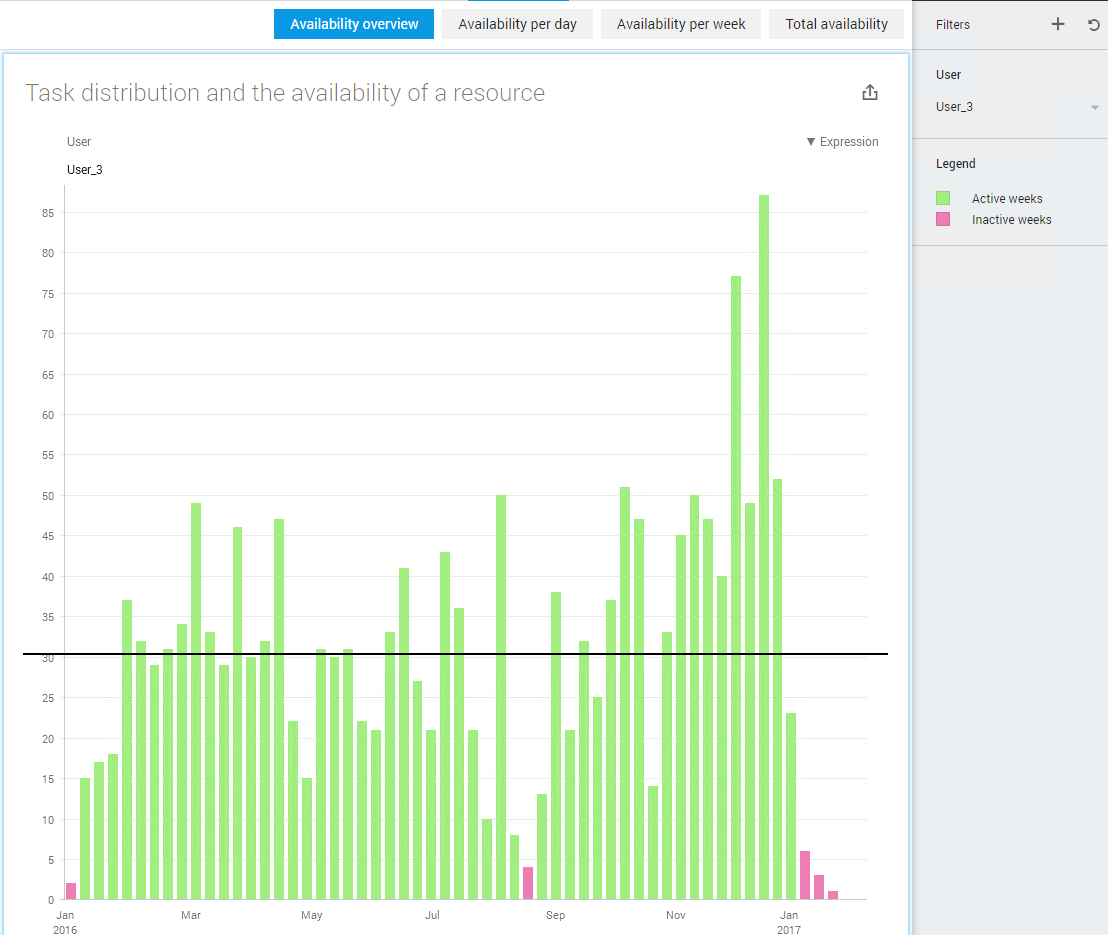 Availability overview Availability per day Availability per week Total availability
Filters
User
User_3
Legend
Active weeks
Inactive weeks
Task distribution and the availability of a resource
User
▼ Expression
User_3
85
80
75
70
65
60
55
50
45
40
35
30
25
20
15
10
5
0
Jan Mar May Jul Sep Nov Jan
2016 2017